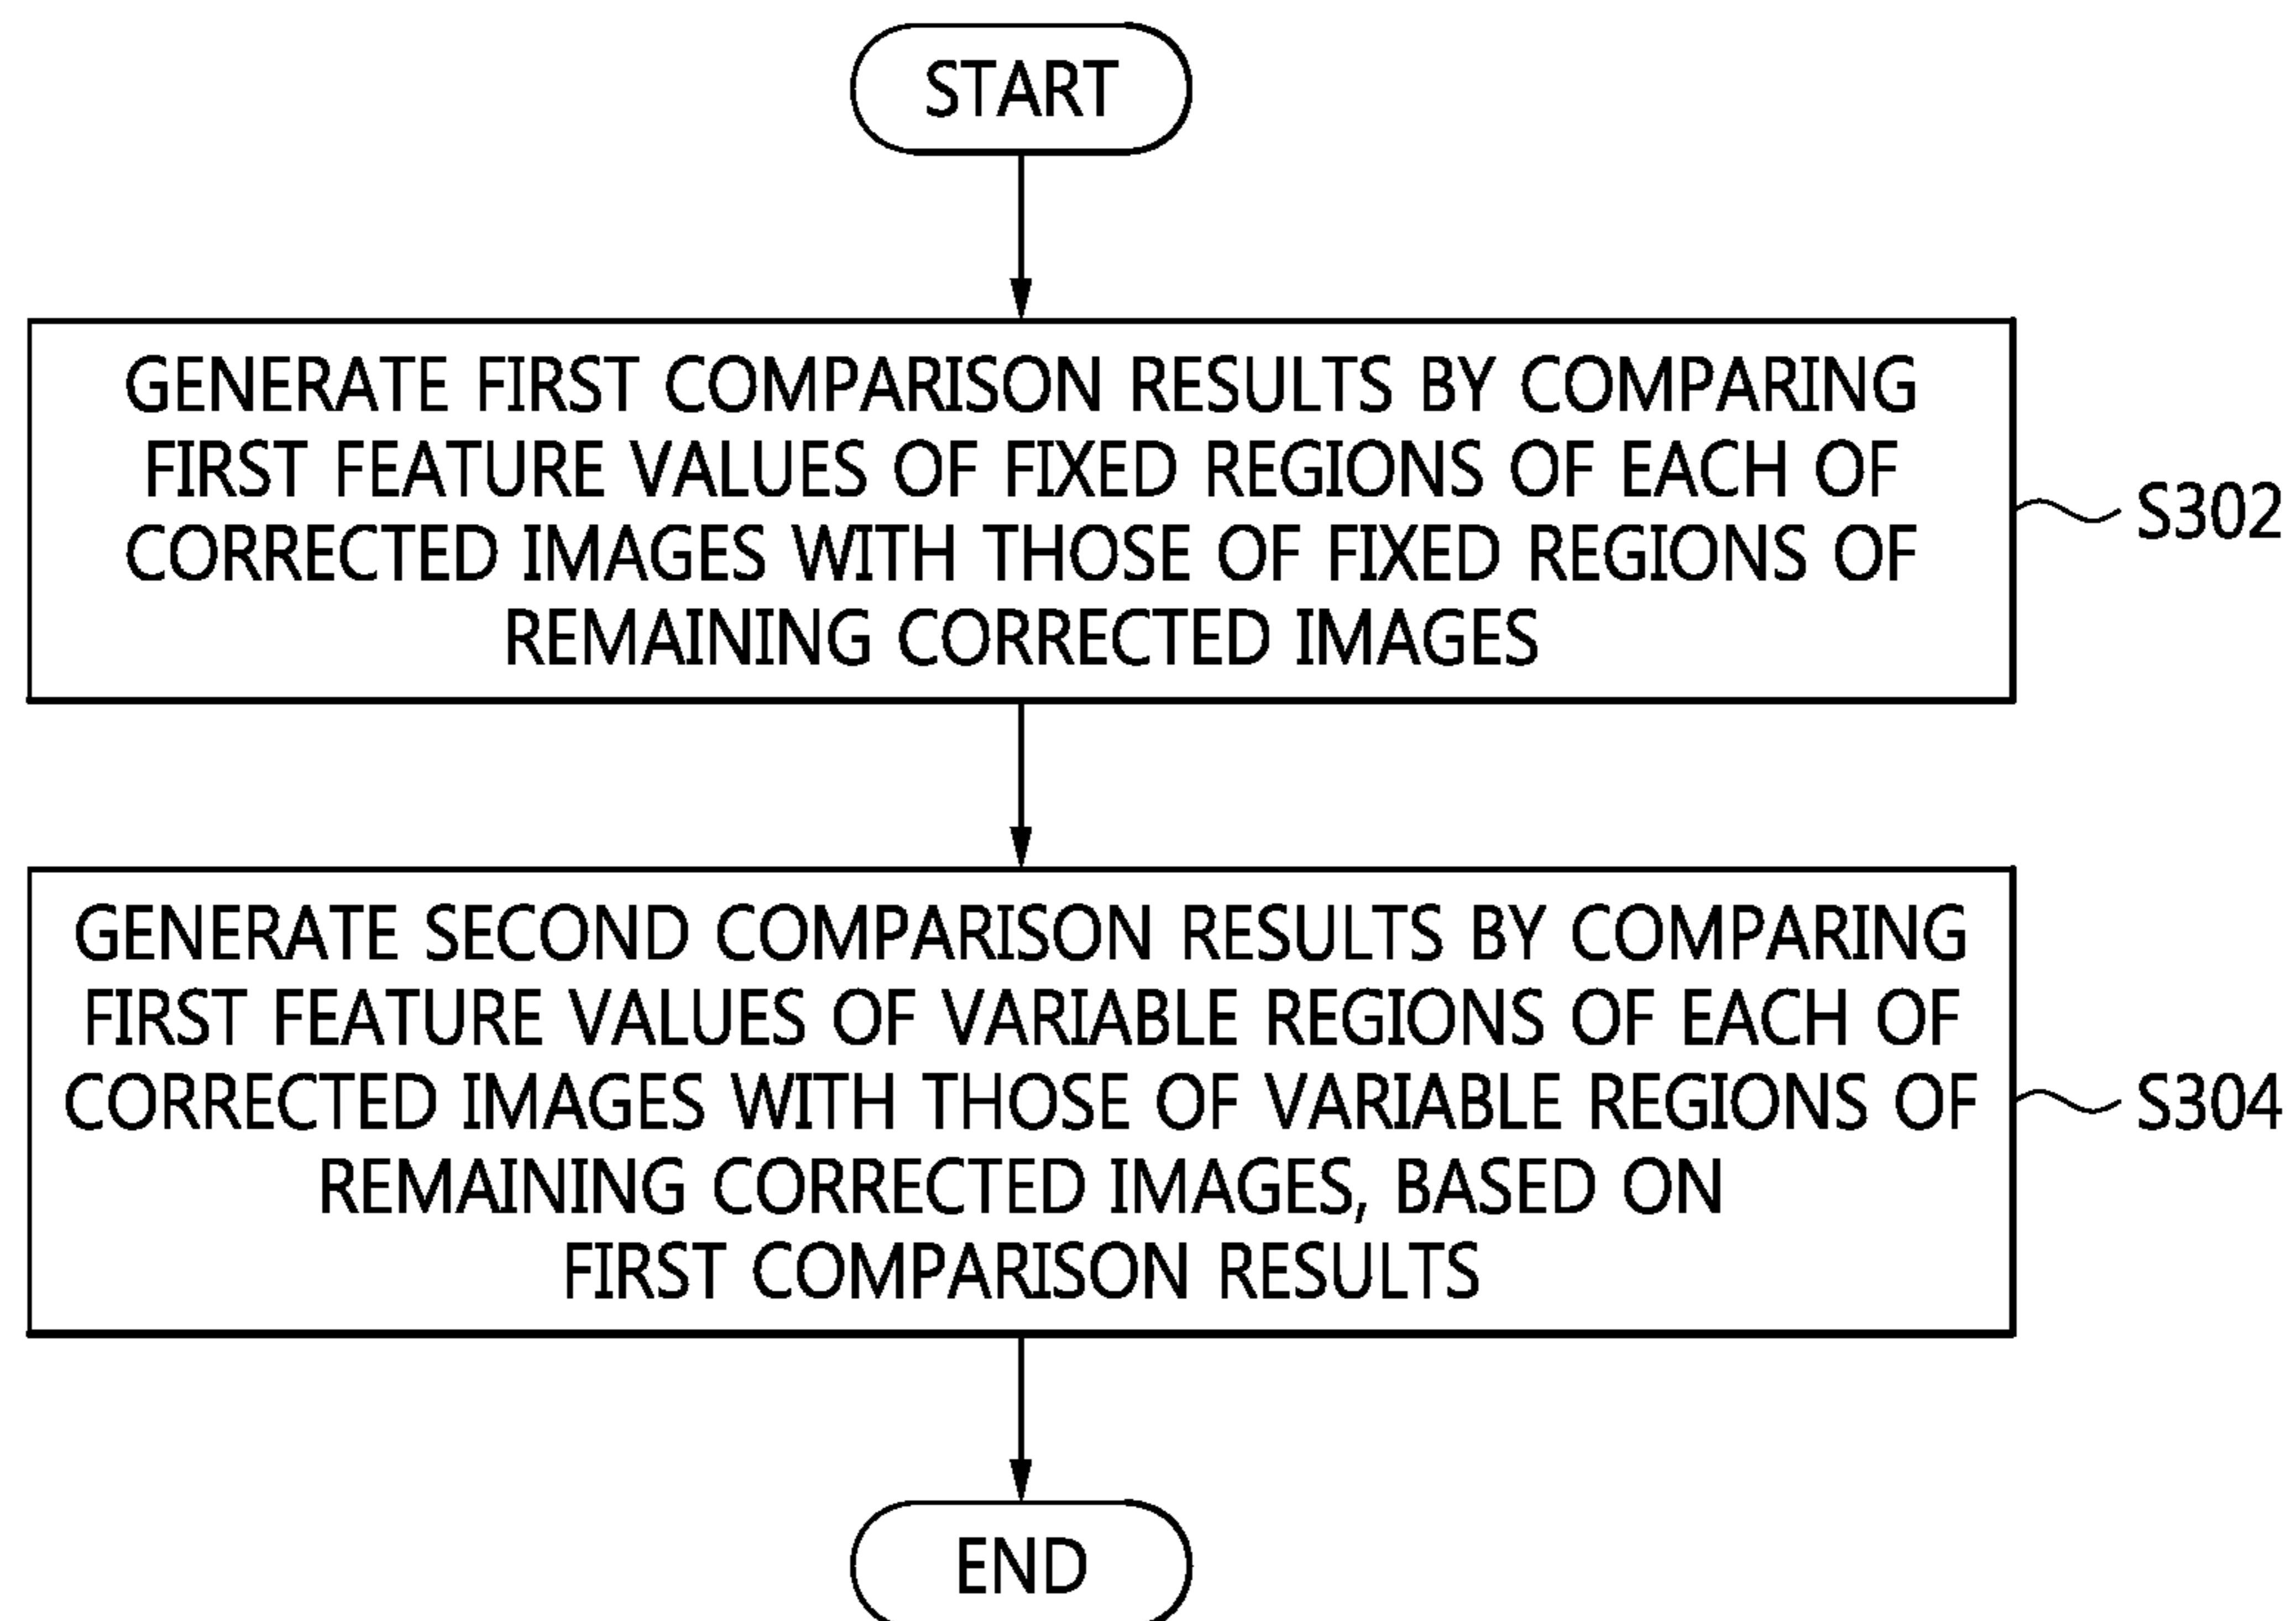 START
GENERATE FIRST COMPARISON RESULTS BY COMPARING
FIRST FEATURE VALUES OF FIXED REGIONS OF EACH OF
CORRECTED IMAGES WITH THOSE OF FIXED REGIONS OF
REMAINING CORRECTED IMAGES
S302
GENERATE SECOND COMPARISON RESULTS BY COMPARING
FIRST FEATURE VALUES OF VARIABLE REGIONS OF EACH OF
CORRECTED IMAGES WITH THOSE OF VARIABLE REGIONS OF
REMAINING CORRECTED IMAGES, BASED ON
FIRST COMPARISON RESULTS
S304
END